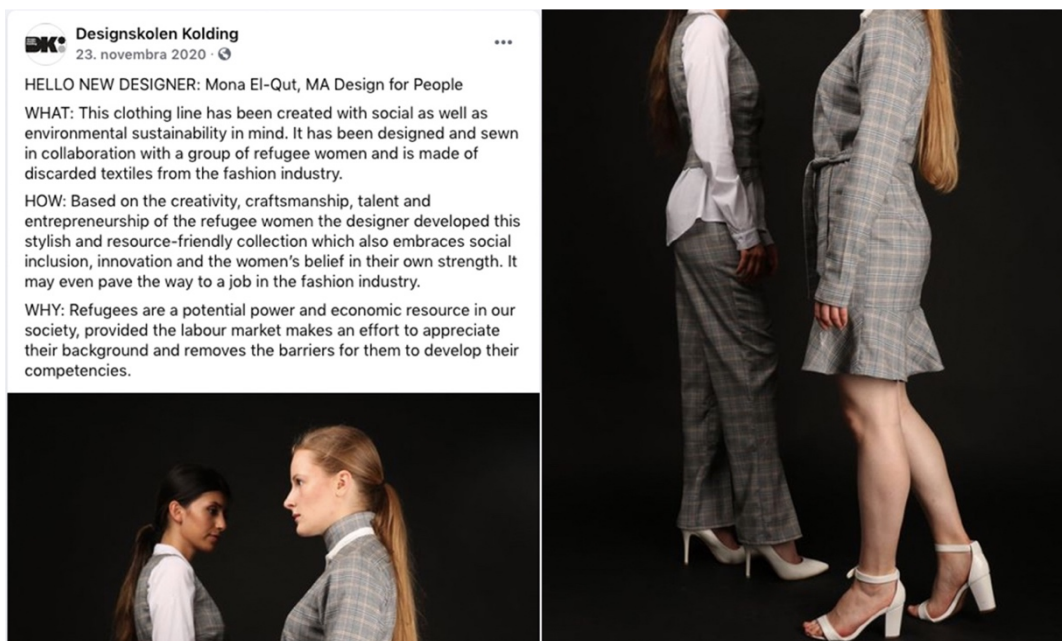 DK:
Designskolen Kolding
23. novembra 2020 ·
HELLO NEW DESIGNER: Mona El-Qut, MA Design for People
WHAT: This clothing line has been created with social as well as
environmental sustainability in mind. It has been designed and sewn
in collaboration with a group of refugee women and is made of
discarded textiles from the fashion industry.
HOW: Based on the creativity, craftsmanship, talent and
entrepreneurship of the refugee women the designer developed this
stylish and resource-friendly collection which also embraces social
inclusion, innovation and the women’s belief in their own strength. It
may even pave the way to a job in the fashion industry.
WHY: Refugees are a potential power and economic resource in our
society, provided the labour market makes an effort to appreciate
their background and removes the barriers for them to develop their
competencies.